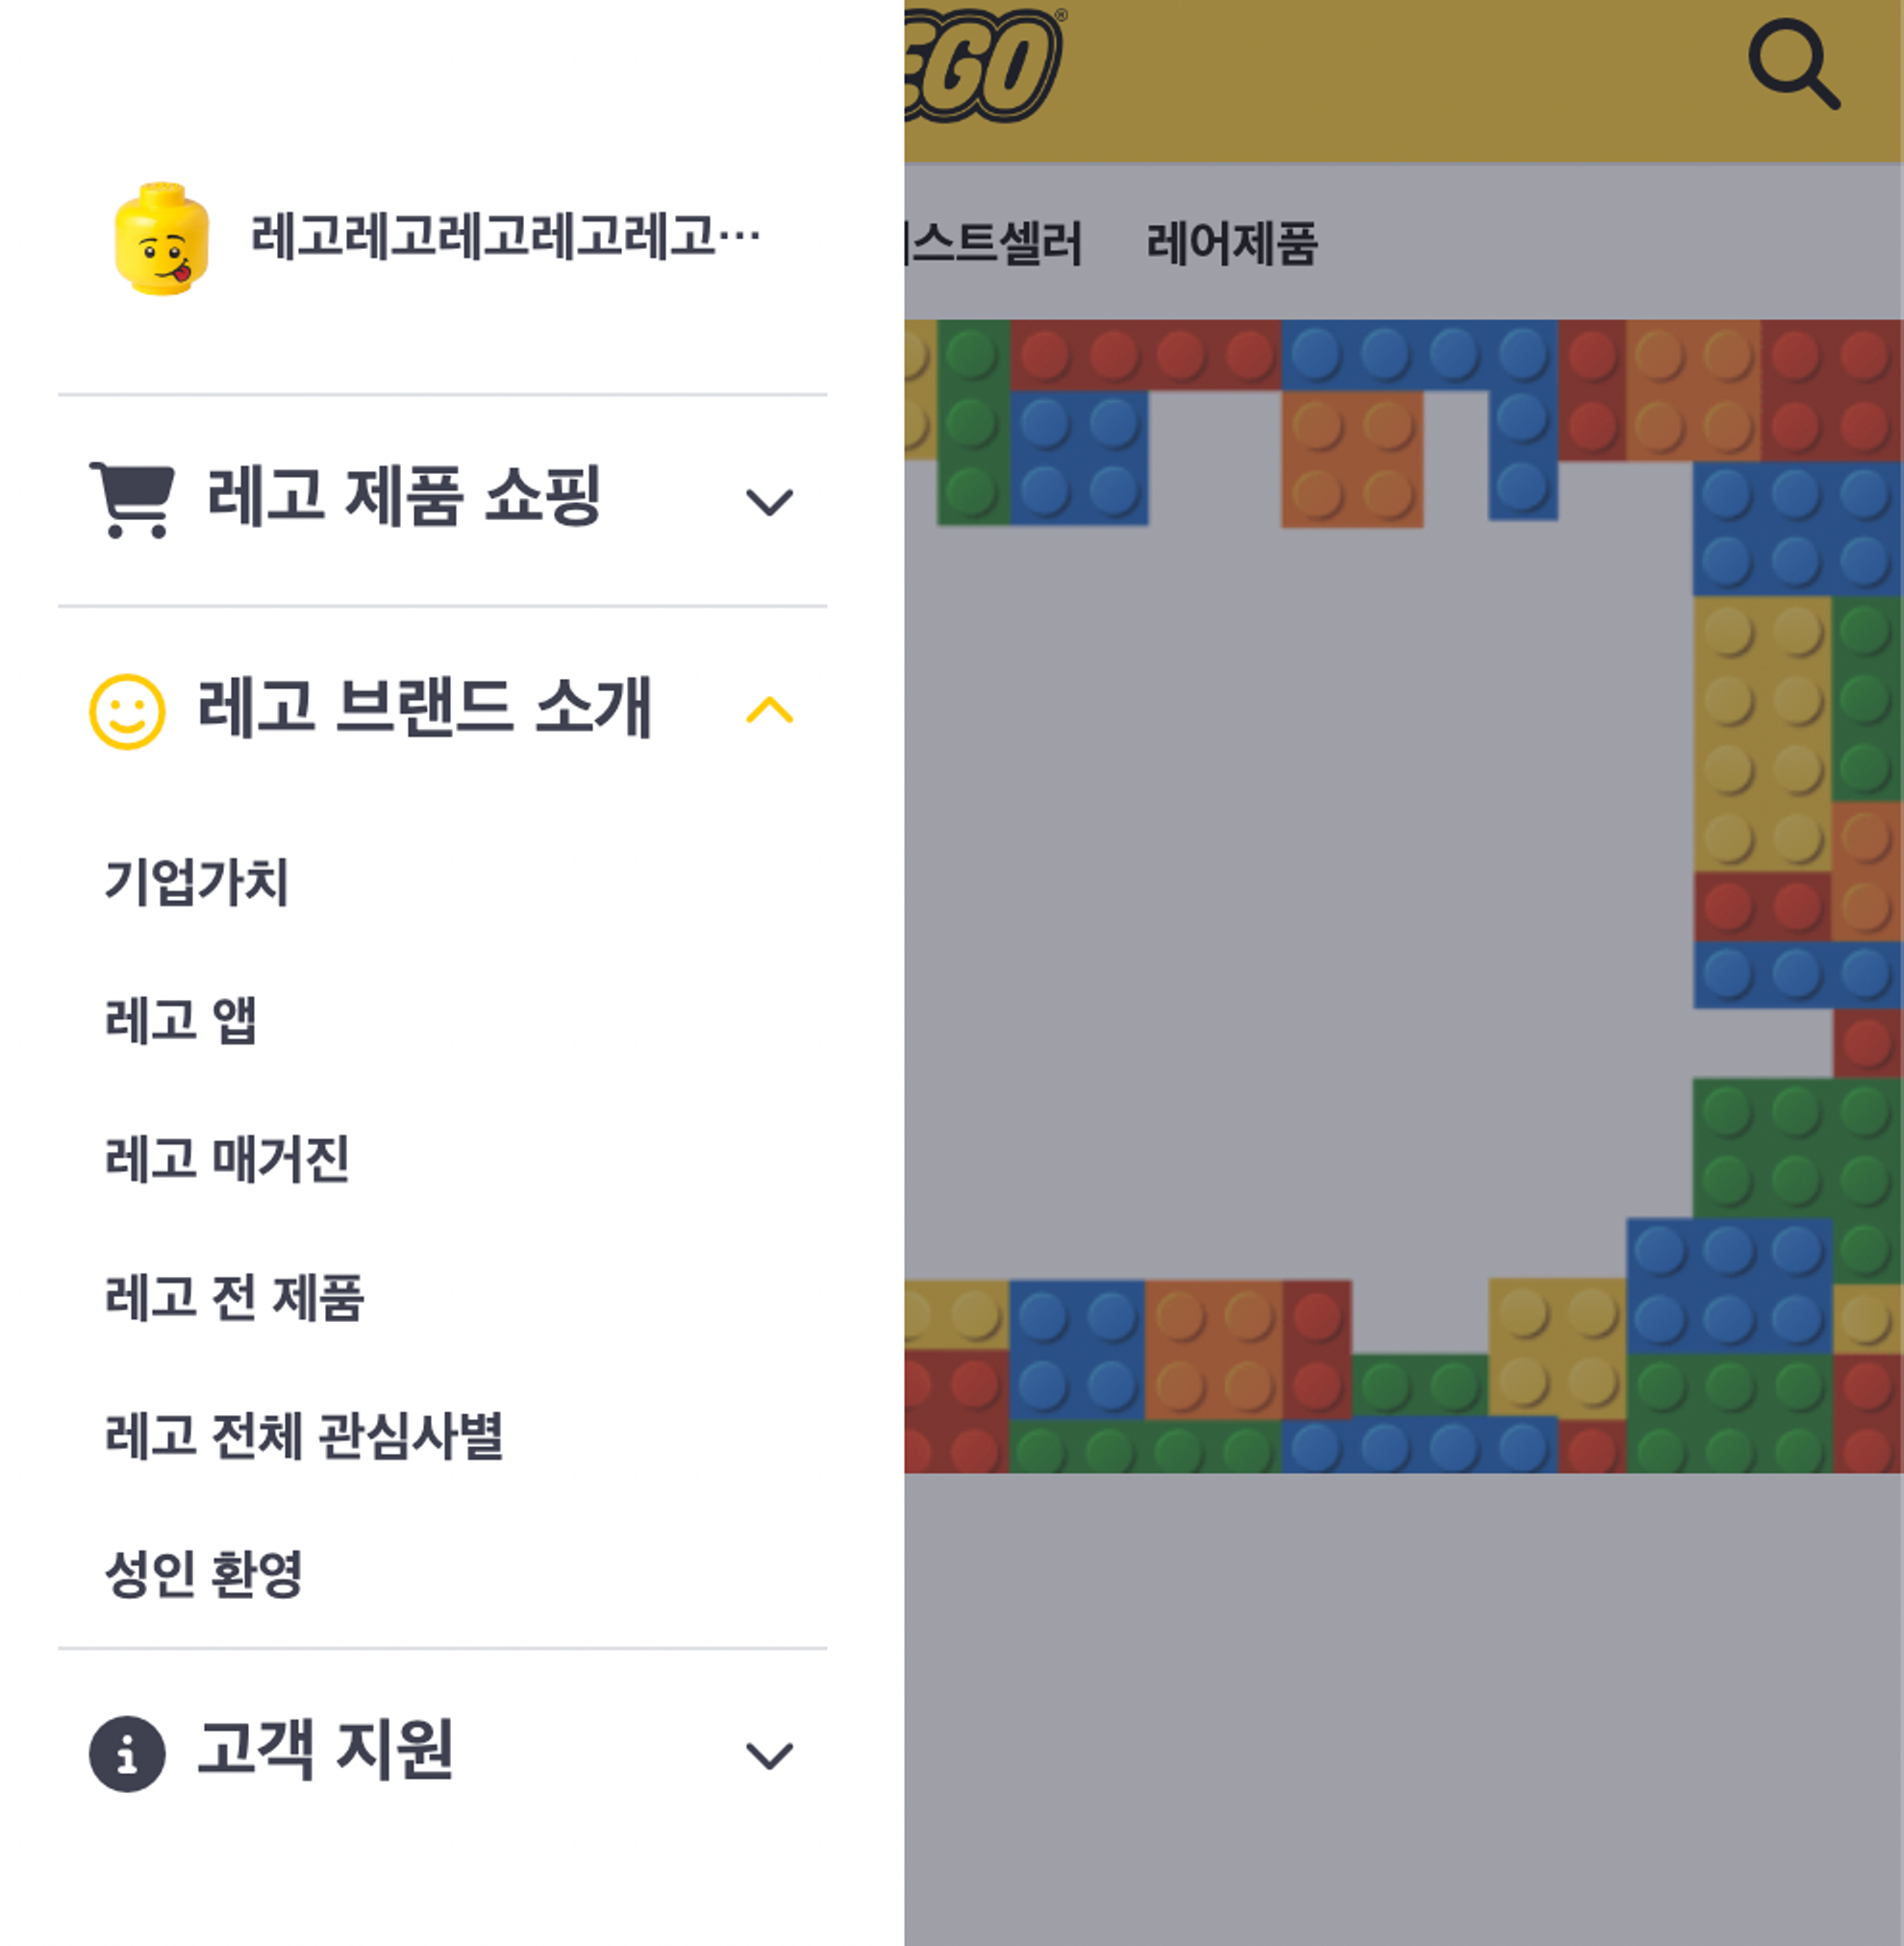 EGO®
스트셀러 레어제품
레고레고레고레고레고…
레고 제품 쇼핑
레고 브랜드 소개
기업가치
레고 앱
레고 매거진
레고 전 제품
레고 전체 관심사별
성인 환영
고객 지원